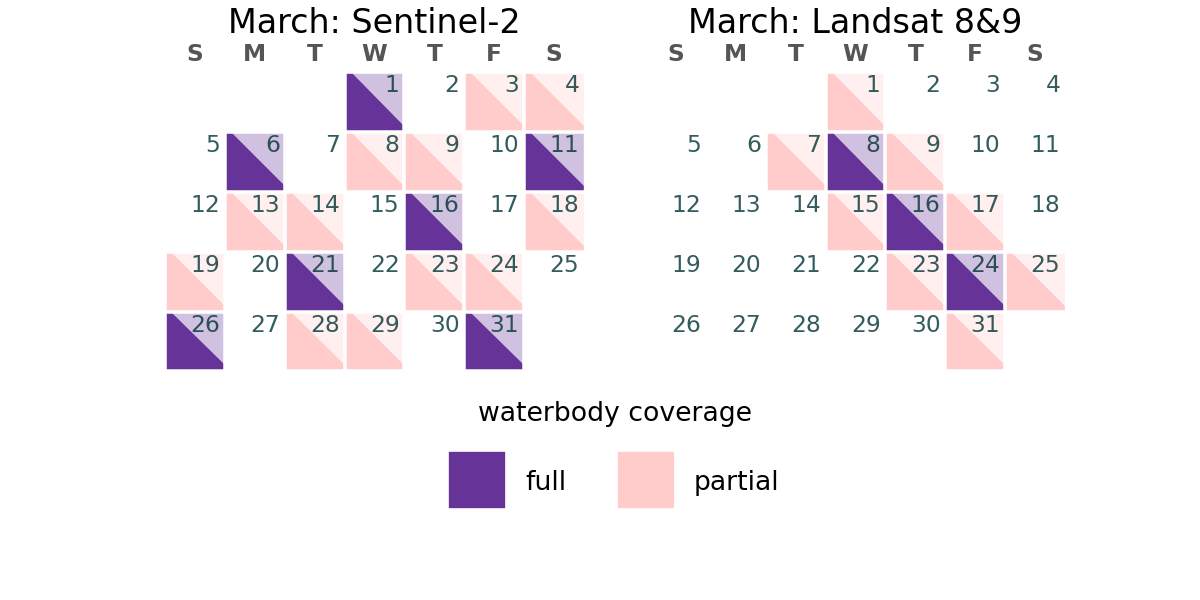 March: Sentinel-2
S M T W T F S
1 2 3 4
5 6 7 8 9 10 11
12 13 14 15 16 17 18
19 20 21 22 23 24 25
26 27 28 29 30 31
March: Landsat 8&9
S M T W T F S
1 2 3 4
5 6 7 8 9 10 11
12 13 14 15 16 17 18
19 20 21 22 23 24 25
26 27 28 29 30 31
waterbody coverage
full partial